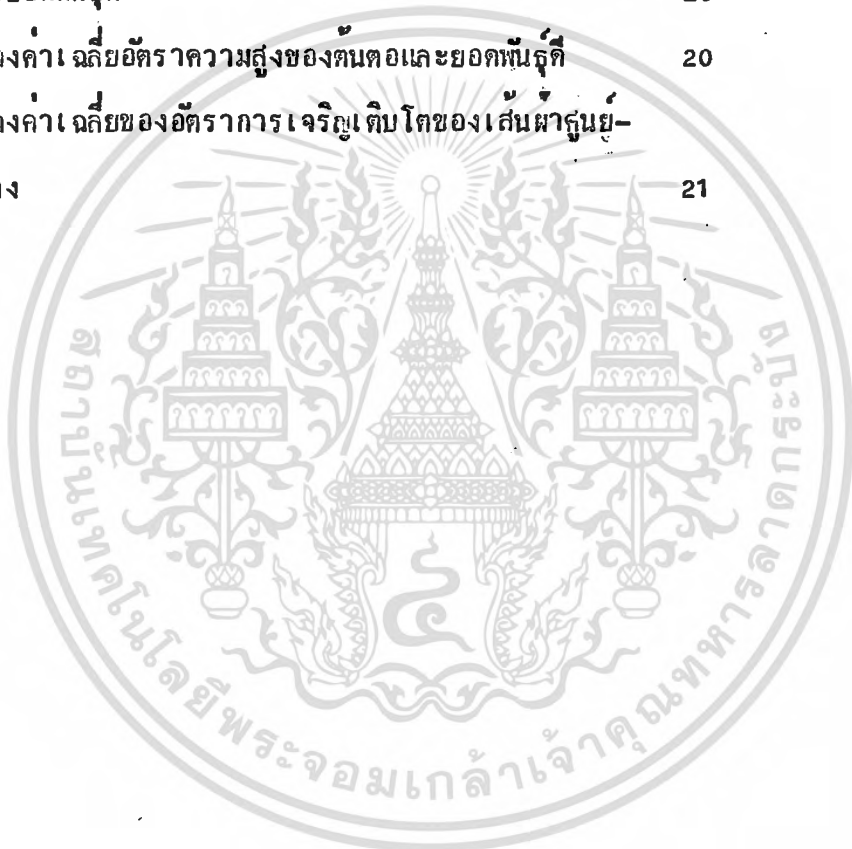 งค่าเฉลี่ยอัตราความสูงของต้นตอและยอดพันธุ์ดี 20
งค่าเฉลี่ยของอัตราการเจริญเติบโตของเส้นผ่าศูนย์-
ง 21
สถาบันเทคโนโลยีพระจอมเกล้าเจ้าคุณทหารลาดกระบัง